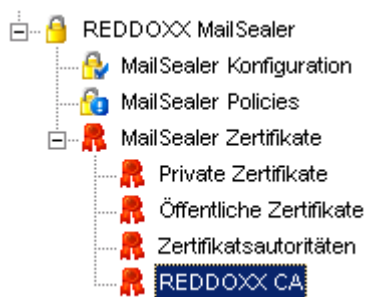 REDDOXX MailSealer
MailSealer Konfiguration
MailSealer Policies
MailSealer Zertifikate
Private Zertifikate
Öffentliche Zertifikate
Zertifikatsautoritäten
REDDOXX CA